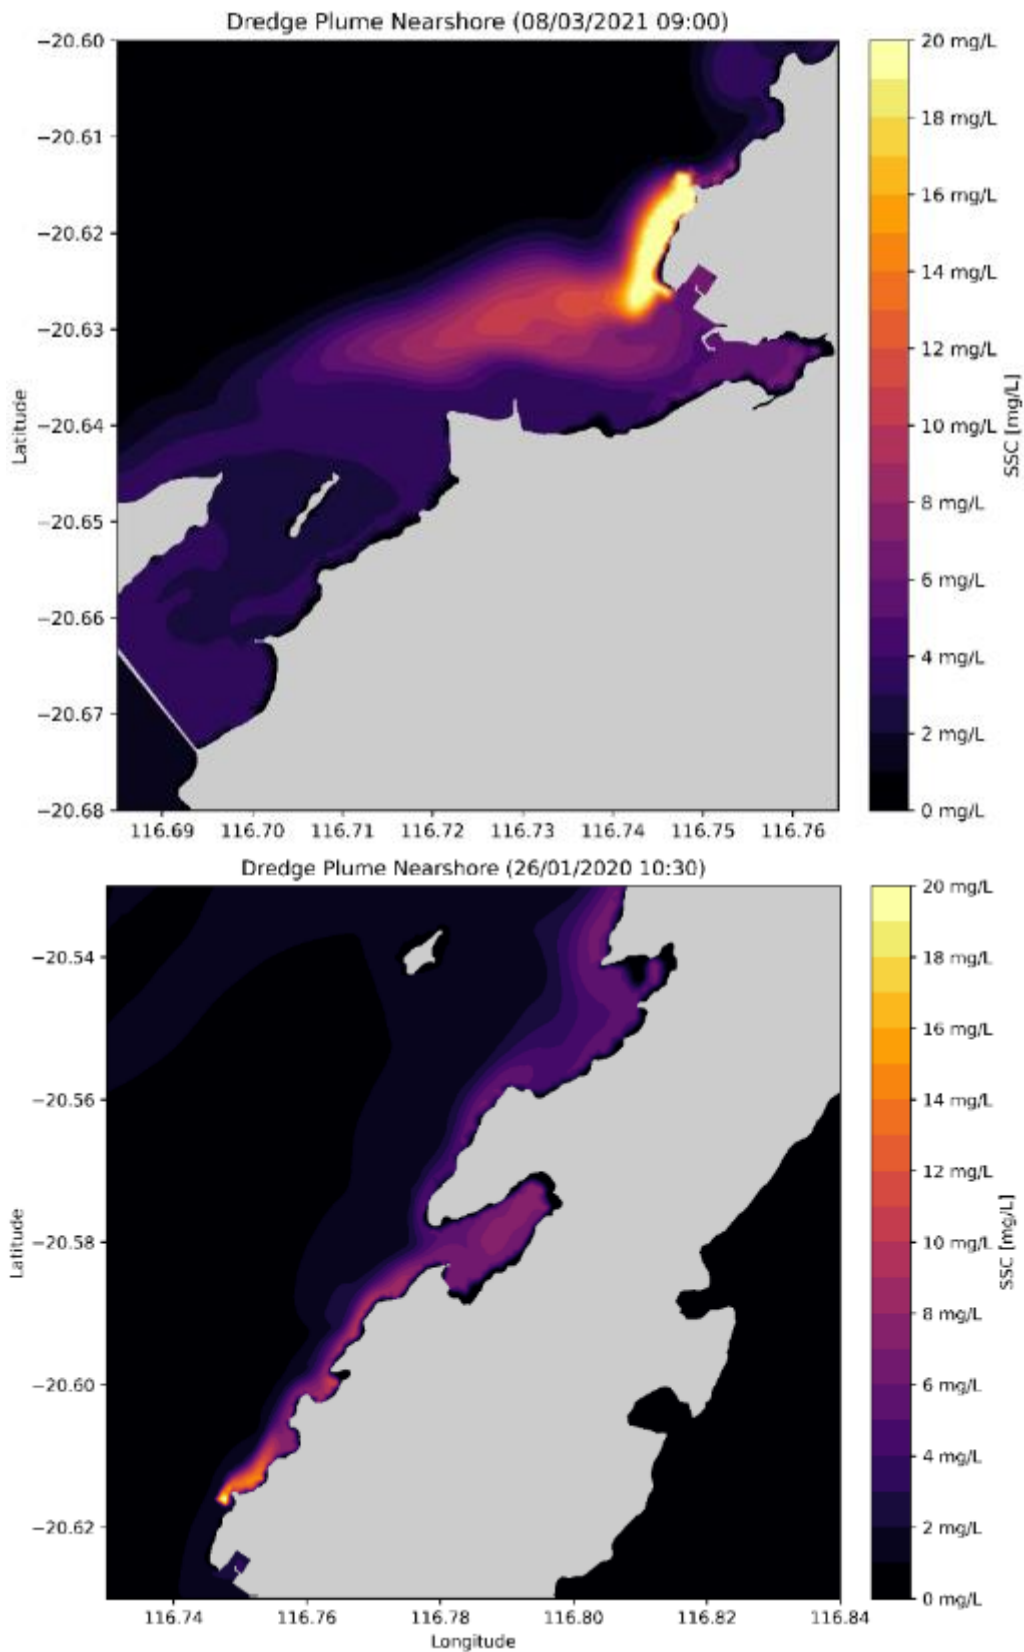 Dredge Plume Nearshore (08/03/2021 09:00)
−20.60
−20.61
−20.62
−20.63
−20.64
−20.65
−20.66
−20.67
−20.68
Latitude
116.69 116.70 116.71 116.72 116.73 116.74 116.75 116.76
20 mg/L
18 mg/L
16 mg/L
14 mg/L
12 mg/L
10 mg/L
8 mg/L
6 mg/L
4 mg/L
2 mg/L
0 mg/L
SSC [mg/L]
Dredge Plume Nearshore (26/01/2020 10:30)
−20.54
−20.56
−20.58
−20.60
−20.62
Latitude
116.74 116.76 116.78 116.80 116.82 116.84
Longitude
20 mg/L
18 mg/L
16 mg/L
14 mg/L
12 mg/L
10 mg/L
8 mg/L
6 mg/L
4 mg/L
2 mg/L
0 mg/L
SSC [mg/L]